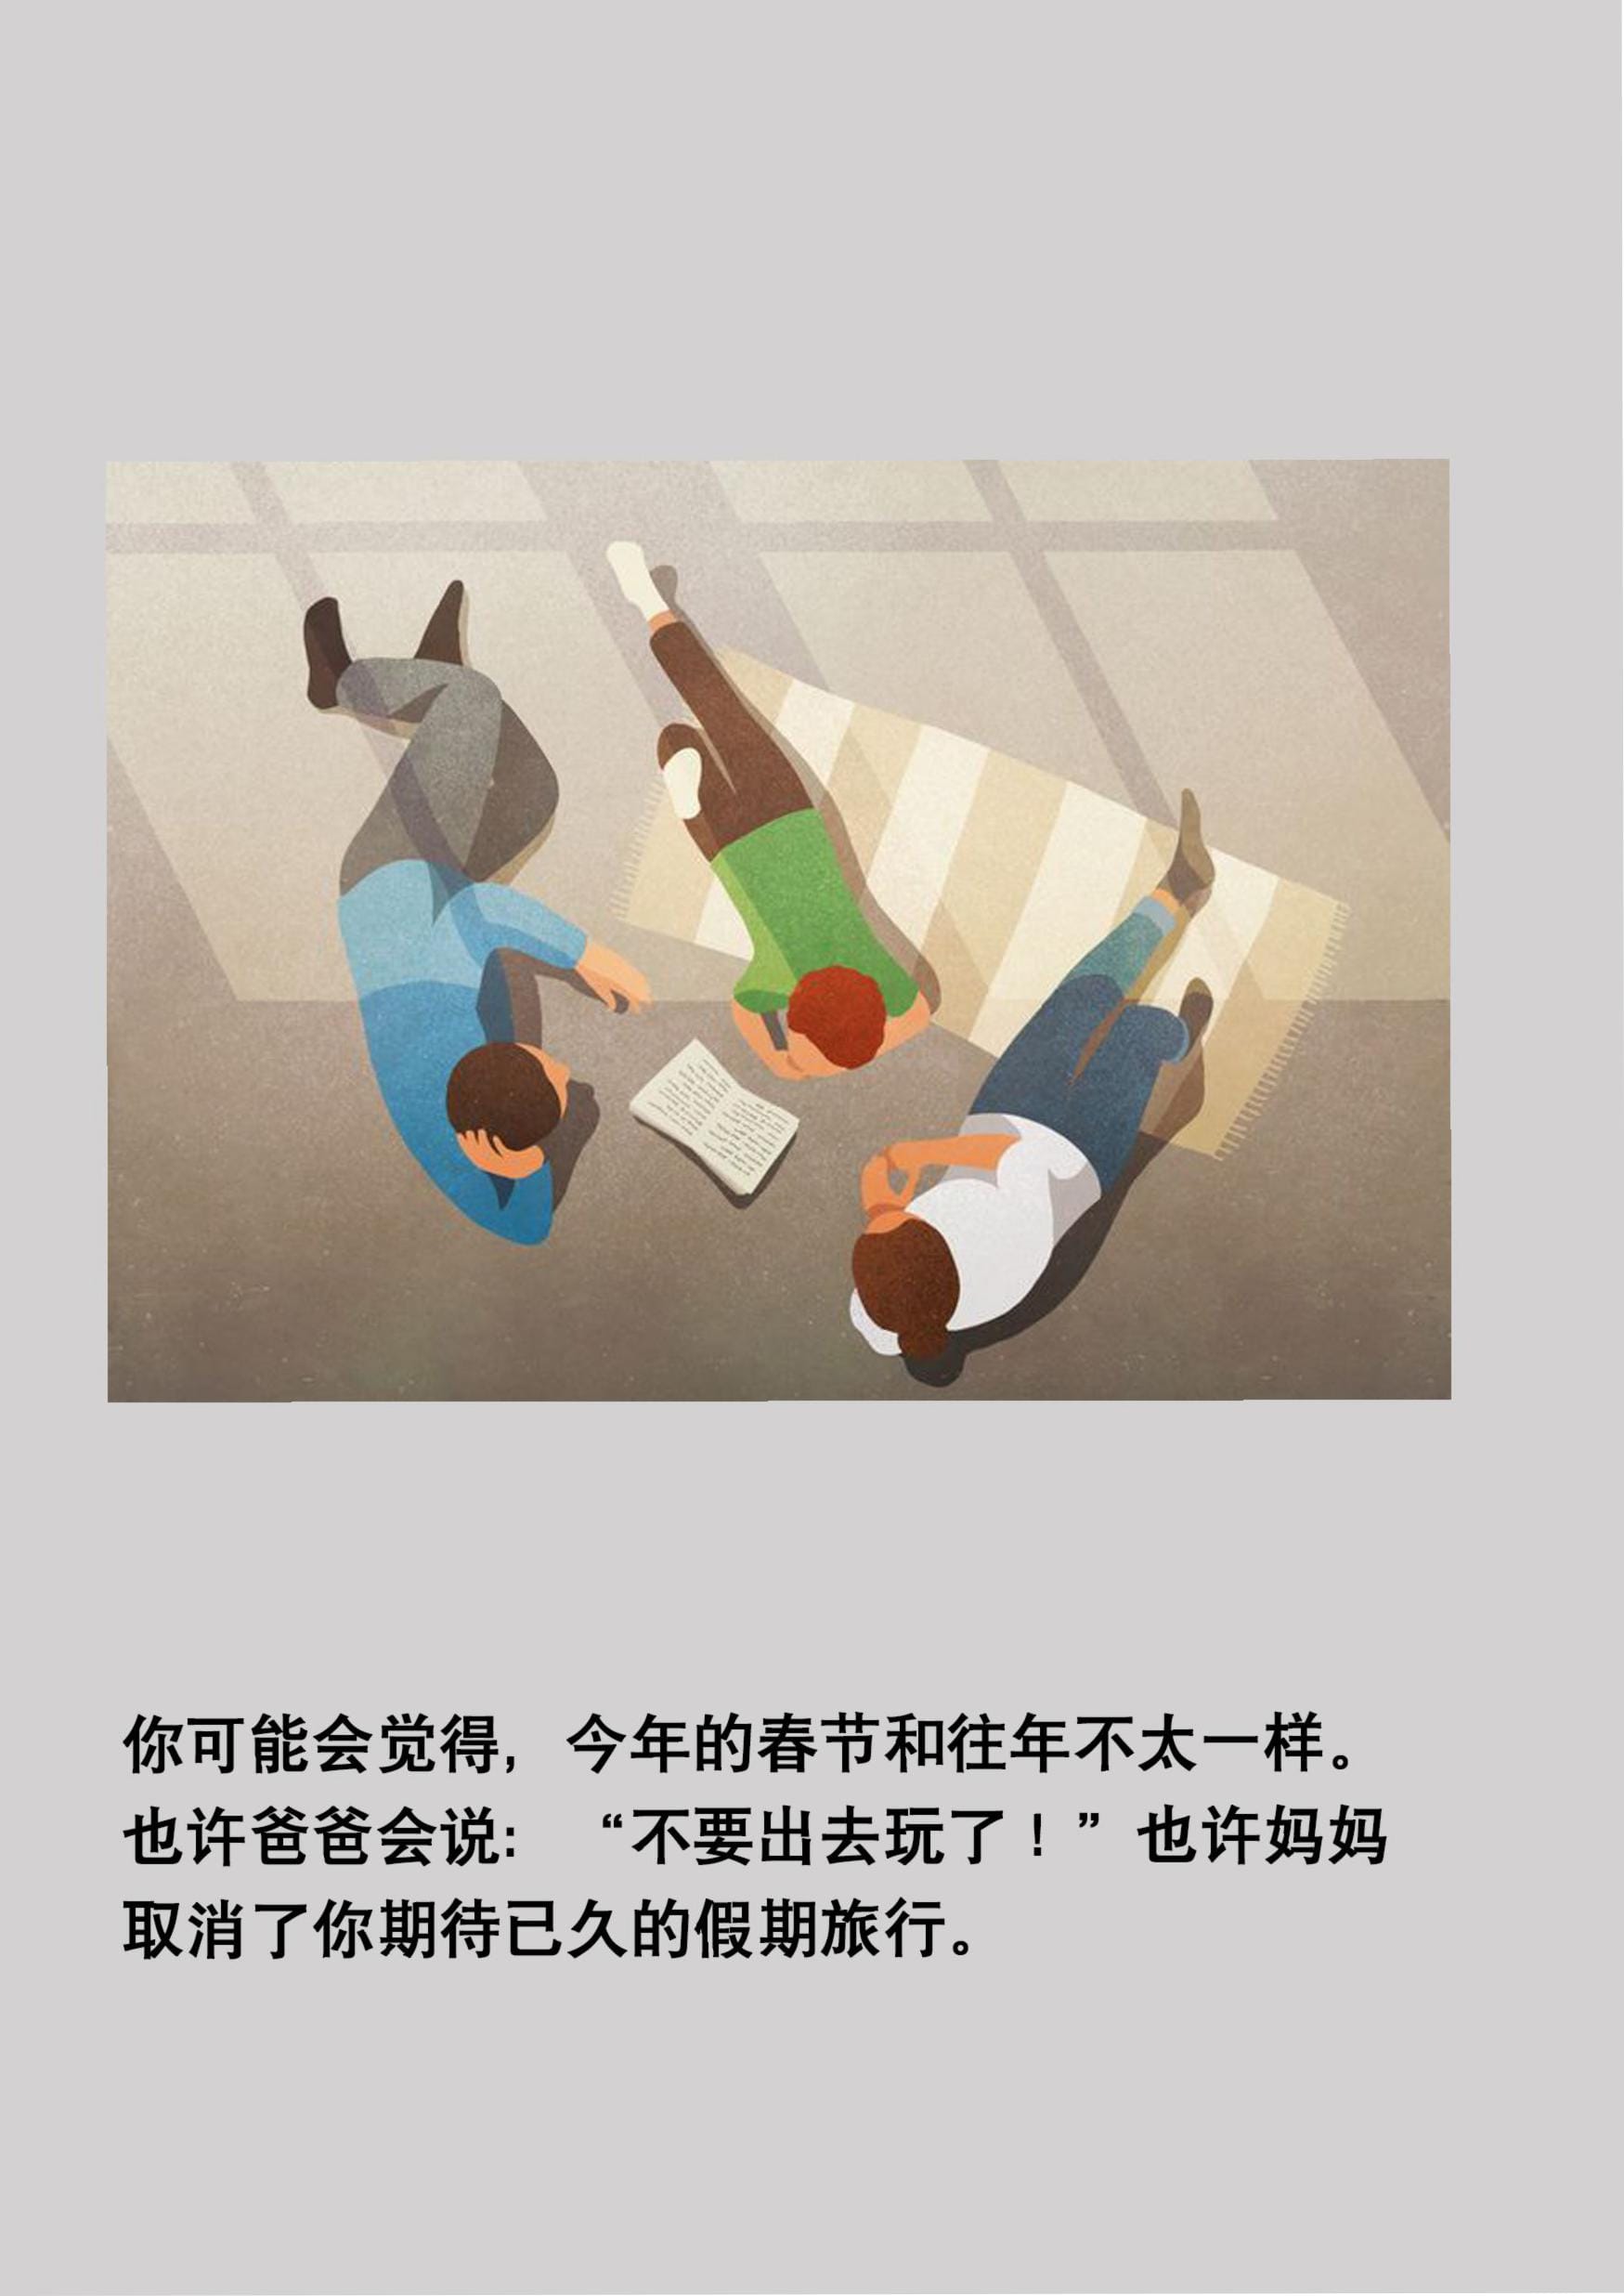 你可能会觉得，今年的春节和往年不太一样。
也许爸爸会说：“不要出去玩了！”也许妈妈
取消了你期待已久的假期旅行。